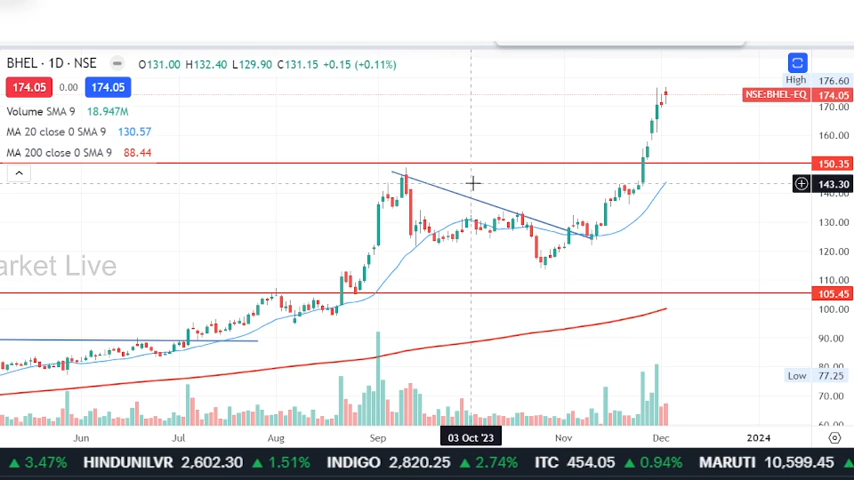 BHEL · 1D · NSE O131.00 H132.40 L129.90 C131.15 +0.15 (+0.11%)
174.05 0.00 174.05
Volume SMA 9 18.947M
MA 20 close 0 SMA 9 130.57
MA 200 close 0 SMA 9 88.44
arket Live
High 176.60
NSE:BHEL-EQ 174.05
170.00
160.00
150.35
143.30
130.00
120.00
110.00
105.45
100.00
90.00
80.00
Low 77.25
70.00
60.00
Jun Jul Aug Sep 03 Oct '23 Nov Dec 2024
3.47% HINDUNILVR 2,602.30 1.51% INDIGO 2,820.25 2.74% ITC 454.05 0.94% MARUTI 10,599.45